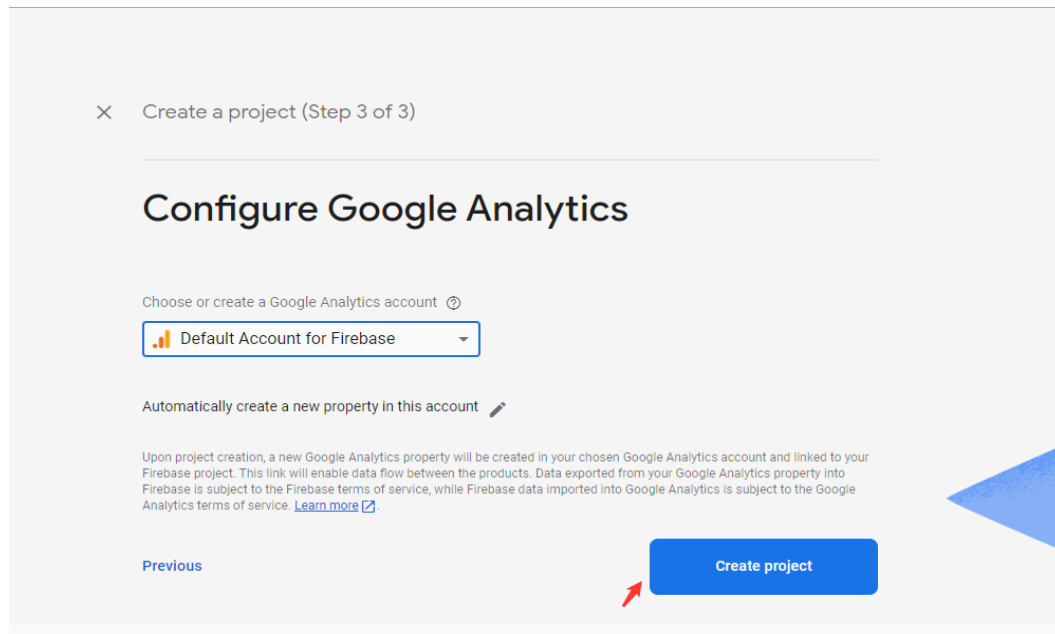 Create a project (Step 3 of 3)
Configure Google Analytics
Choose or create a Google Analytics account
Default Account for Firebase
Automatically create a new property in this account
Upon project creation, a new Google Analytics property will be created in your chosen Google Analytics account and linked to your
Firebase project. This link will enable data flow between the products. Data exported from your Google Analytics property into
Firebase is subject to the Firebase terms of service, while Firebase data imported into Google Analytics is subject to the Google
Analytics terms of service. Learn more.
Previous
Create project